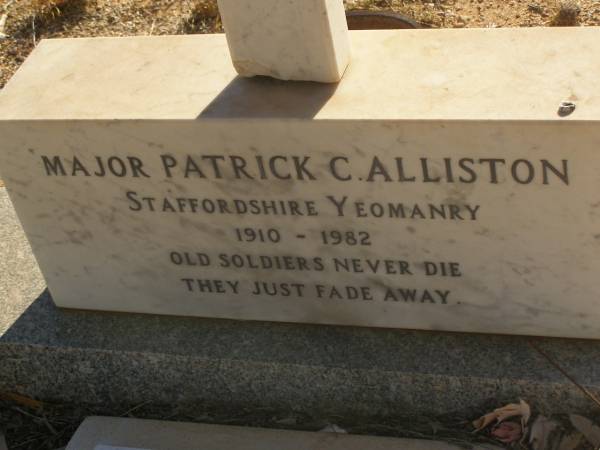 MAJOR PATRICK C. ALLISTON
STAFFORDSHIRE YEOMANRY
1910 - 1982
OLD SOLDIERS NEVER DIE
THEY JUST FADE AWAY.